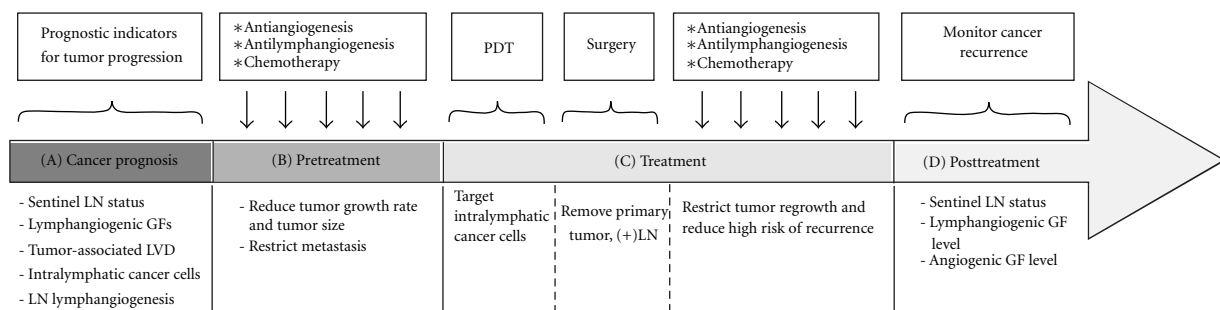 Prognostic indicators
for tumor progression
∗Antiangiogenesis
∗Antilymphangiogenesis
∗Chemotherapy
PDT
Surgery
∗Antiangiogenesis
∗Antilymphangiogenesis
∗Chemotherapy
Monitor cancer
recurrence
(A) Cancer prognosis
(B) Pretreatment
(C) Treatment
(D) Posttreatment
- Sentinel LN status
- Lymphangiogenic GFs
- Tumor-associated LVD
- Intralymphatic cancer cells
- LN lymphangiogenesis
- Reduce tumor growth rate
and tumor size
- Restrict metastasis
Target
intralymphatic
cancer cells
Remove primary
tumor, (+)LN
Restrict tumor regrowth and
reduce high risk of recurrence
- Sentinel LN status
- Lymphangiogenic GF
level
- Angiogenic GF level